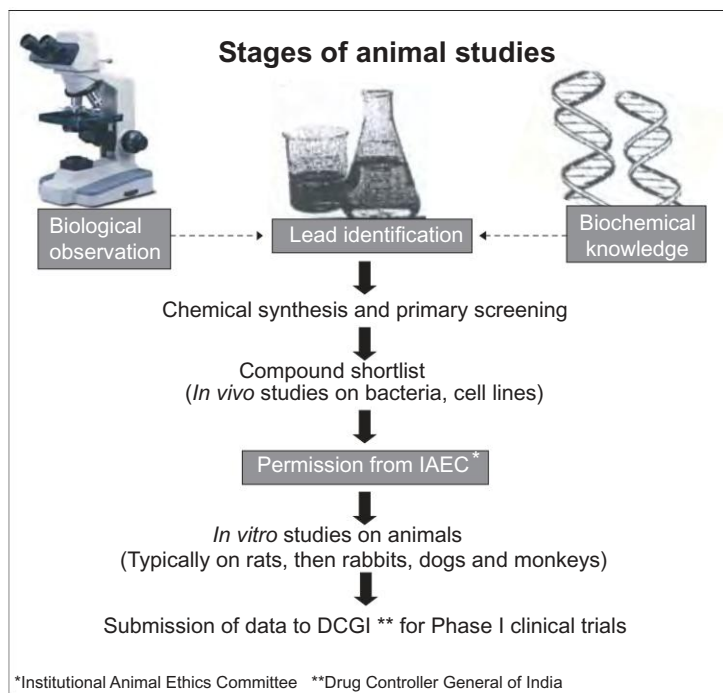 Stages of animal studies
Biological
observation
Lead identification
Biochemical
knowledge
Chemical synthesis and primary screening
Compound shortlist
(In vivo studies on bacteria, cell lines)
Permission from IAEC*
In vitro studies on animals
(Typically on rats, then rabbits, dogs and monkeys)
Submission of data to DCGI ** for Phase I clinical trials
*Institutional Animal Ethics Committee **Drug Controller General of India